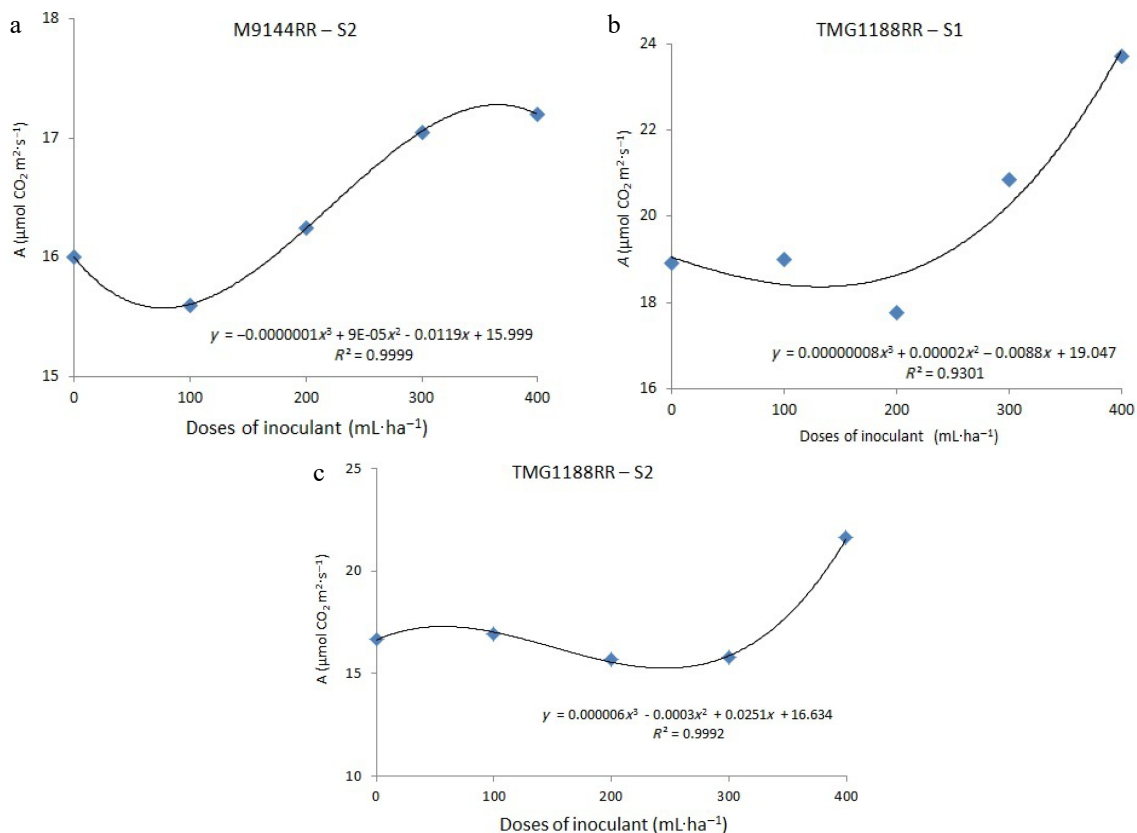 a
M9144RR – S2
18
17
16
15
A (µmol CO₂ m²·s⁻¹)
y = −0.0000001x³ + 9E-05x² - 0.0119x + 15.999
R² = 0.9999
0 100 200 300 400
Doses of inoculant (mL·ha⁻¹)
b
TMG1188RR – S1
24
22
20
18
16
A (µmol CO₂ m²·s⁻¹)
y = 0.00000008x³ + 0.00002x² – 0.0088x + 19.047
R² = 0.9301
0 100 200 300 400
Doses of inoculant (mL·ha⁻¹)
c
TMG1188RR – S2
25
20
15
10
A (µmol CO₂ m²·s⁻¹)
y = 0.000006x³ - 0.0003x² + 0.0251x + 16.634
R² = 0.9992
0 100 200 300 400
Doses of inoculant (mL·ha⁻¹)